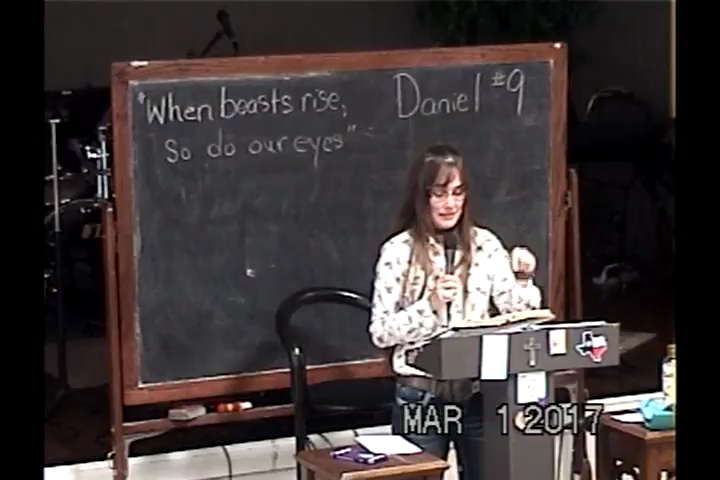 "When beasts rise,
So do our eyes"
Daniel #9
MAR 1 2017